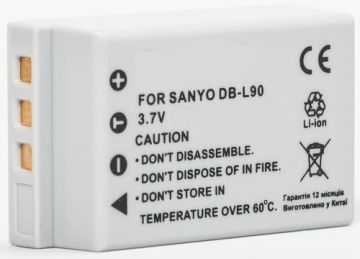 FOR SANYO DB-L90
3.7V
CAUTION
• DON'T DISASSEMBLE.
• DON'T DISPOSE OF IN FIRE.
• DON'T STORE IN
TEMPERATURE OVER 60°C.
CE
Li-ion
Гарантія 12 місяців
Виготовлено у Китаї